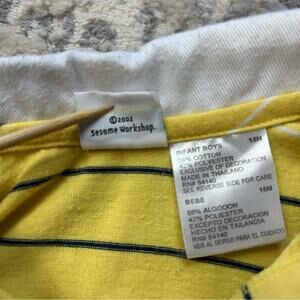 ©2002
Sesame Workshop.
INFANT BOYS 18M
58% COTTON
42% POLYESTER
EXCLUSIVE OF DECORATION
MADE IN THAILAND
RN# 84140
SEE REVERSE SIDE FOR CARE
BEBE 18M
58% ALGODON
42% POLIESTER
EXCEPTO DECORACION
HECHO EN TAILANDIA
RN# 84140
VER AL DORSO PARA EL CUIDADO